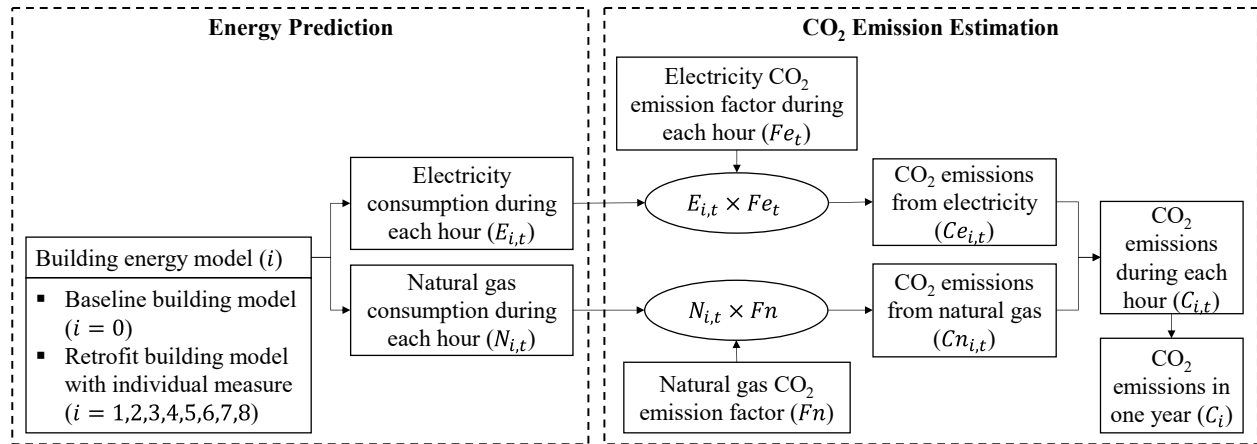 Energy Prediction
Building energy model (𝑖)
▪ Baseline building model
(𝑖 = 0)
▪ Retrofit building model
with individual measure
(𝑖 = 1,2,3,4,5,6,7,8)
Electricity
consumption during
each hour (𝐸𝑖,𝑡)
Natural gas
consumption during
each hour (𝑁𝑖,𝑡)
CO₂ Emission Estimation
Electricity CO₂
emission factor during
each hour (𝐹𝑒𝑡)
𝐸𝑖,𝑡 × 𝐹𝑒𝑡
𝑁𝑖,𝑡 × 𝐹𝑛
Natural gas CO₂
emission factor (𝐹𝑛)
CO₂ emissions
from electricity
(𝐶𝑒𝑖,𝑡)
CO₂ emissions
from natural gas
(𝐶𝑛𝑖,𝑡)
CO₂
emissions
during each
hour (𝐶𝑖,𝑡)
CO₂
emissions in
one year (𝐶𝑖)